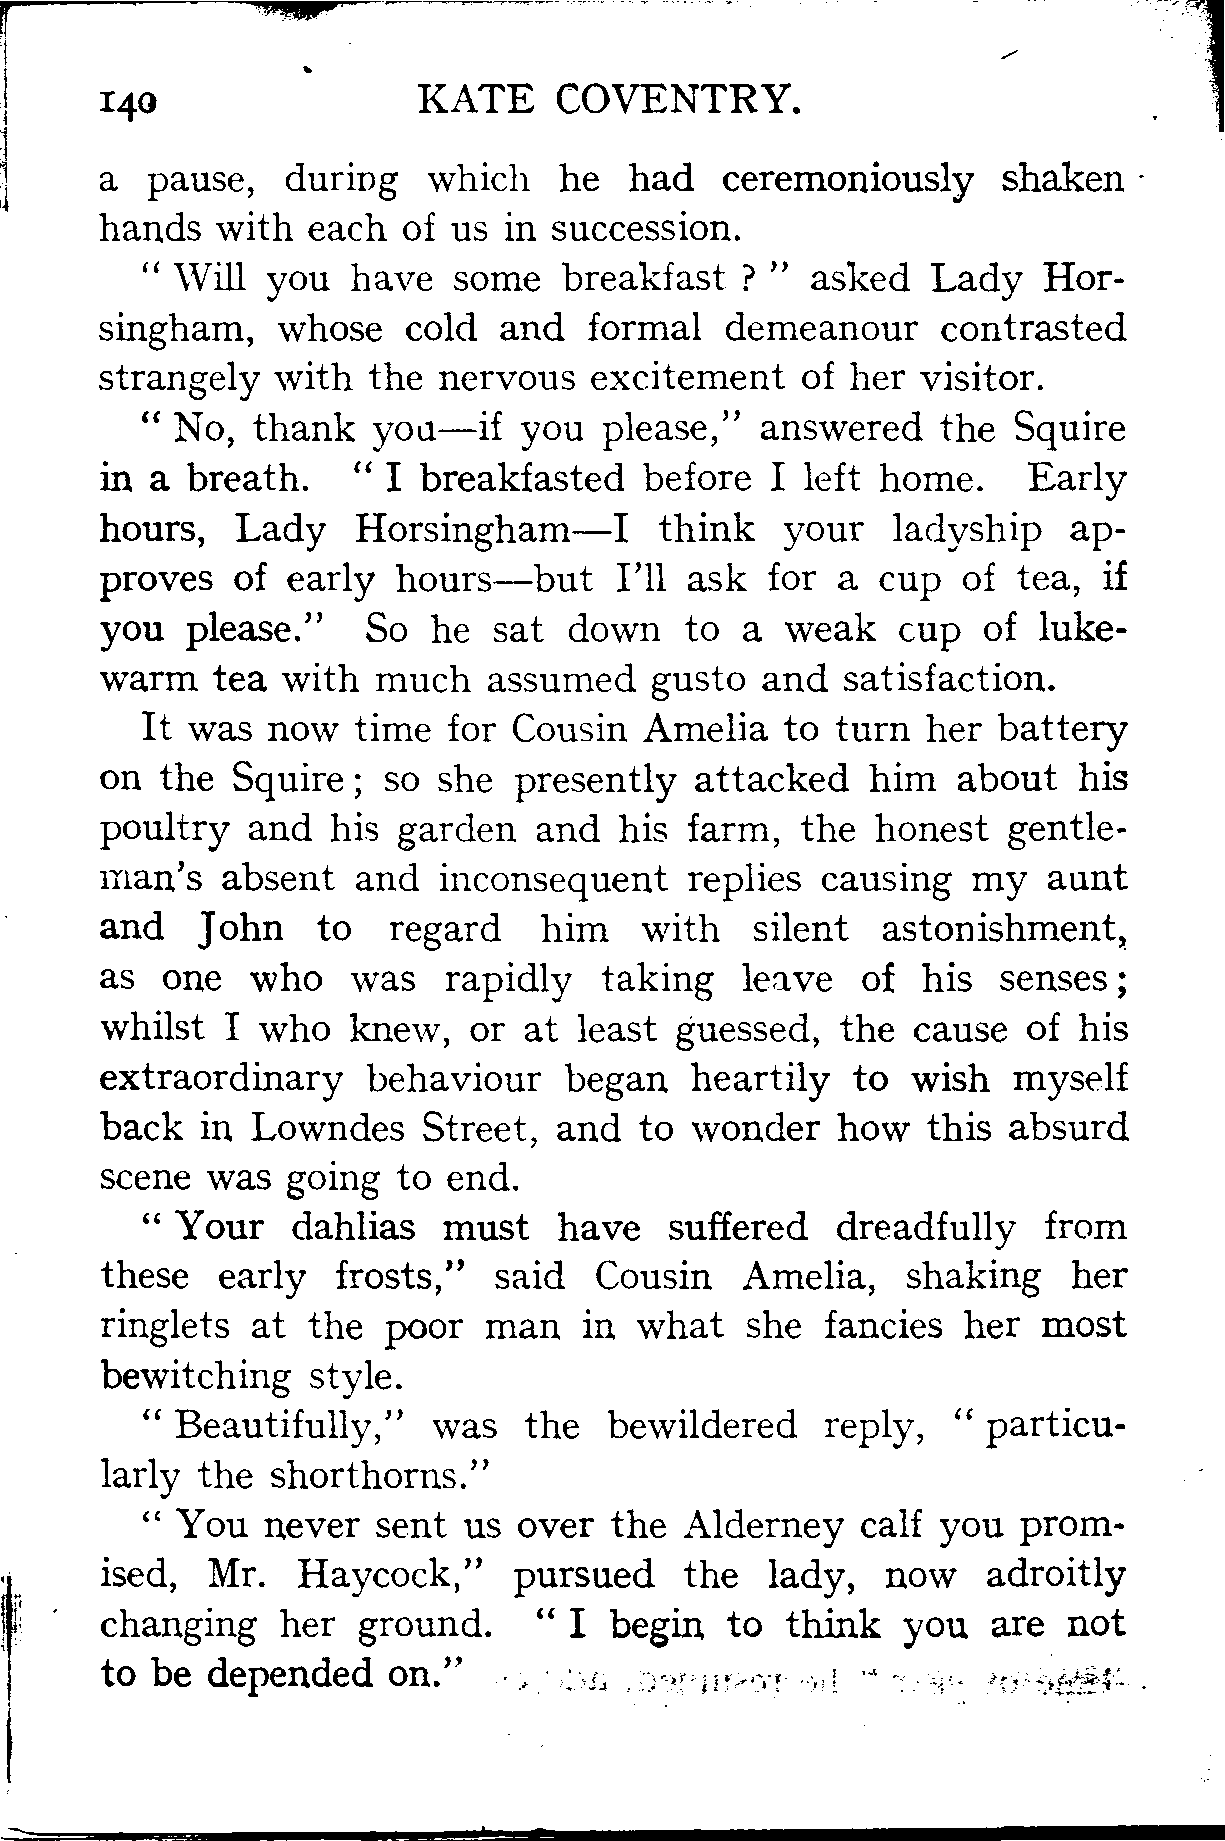 140 KATE COVENTRY.
a pause, during which he had ceremoniously shaken
hands with each of us in succession.
" Will you have some breakfast ? " asked Lady Hor-
singham, whose cold and formal demeanour contrasted
strangely with the nervous excitement of her visitor.
" No, thank you—if you please," answered the Squire
in a breath. " I breakfasted before I left home. Early
hours, Lady Horsingham—I think your ladyship ap-
proves of early hours—but I'll ask for a cup of tea, if
you please." So he sat down to a weak cup of luke-
warm tea with much assumed gusto and satisfaction.
It was now time for Cousin Amelia to turn her battery
on the Squire ; so she presently attacked him about his
poultry and his garden and his farm, the honest gentle-
man's absent and inconsequent replies causing my aunt
and John to regard him with silent astonishment,
as one who was rapidly taking leave of his senses ;
whilst I who knew, or at least guessed, the cause of his
extraordinary behaviour began heartily to wish myself
back in Lowndes Street, and to wonder how this absurd
scene was going to end.
" Your dahlias must have suffered dreadfully from
these early frosts," said Cousin Amelia, shaking her
ringlets at the poor man in what she fancies her most
bewitching style.
" Beautifully," was the bewildered reply, " particu-
larly the shorthorns."
" You never sent us over the Alderney calf you prom-
ised, Mr. Haycock," pursued the lady, now adroitly
changing her ground. " I begin to think you are not
to be depended on."